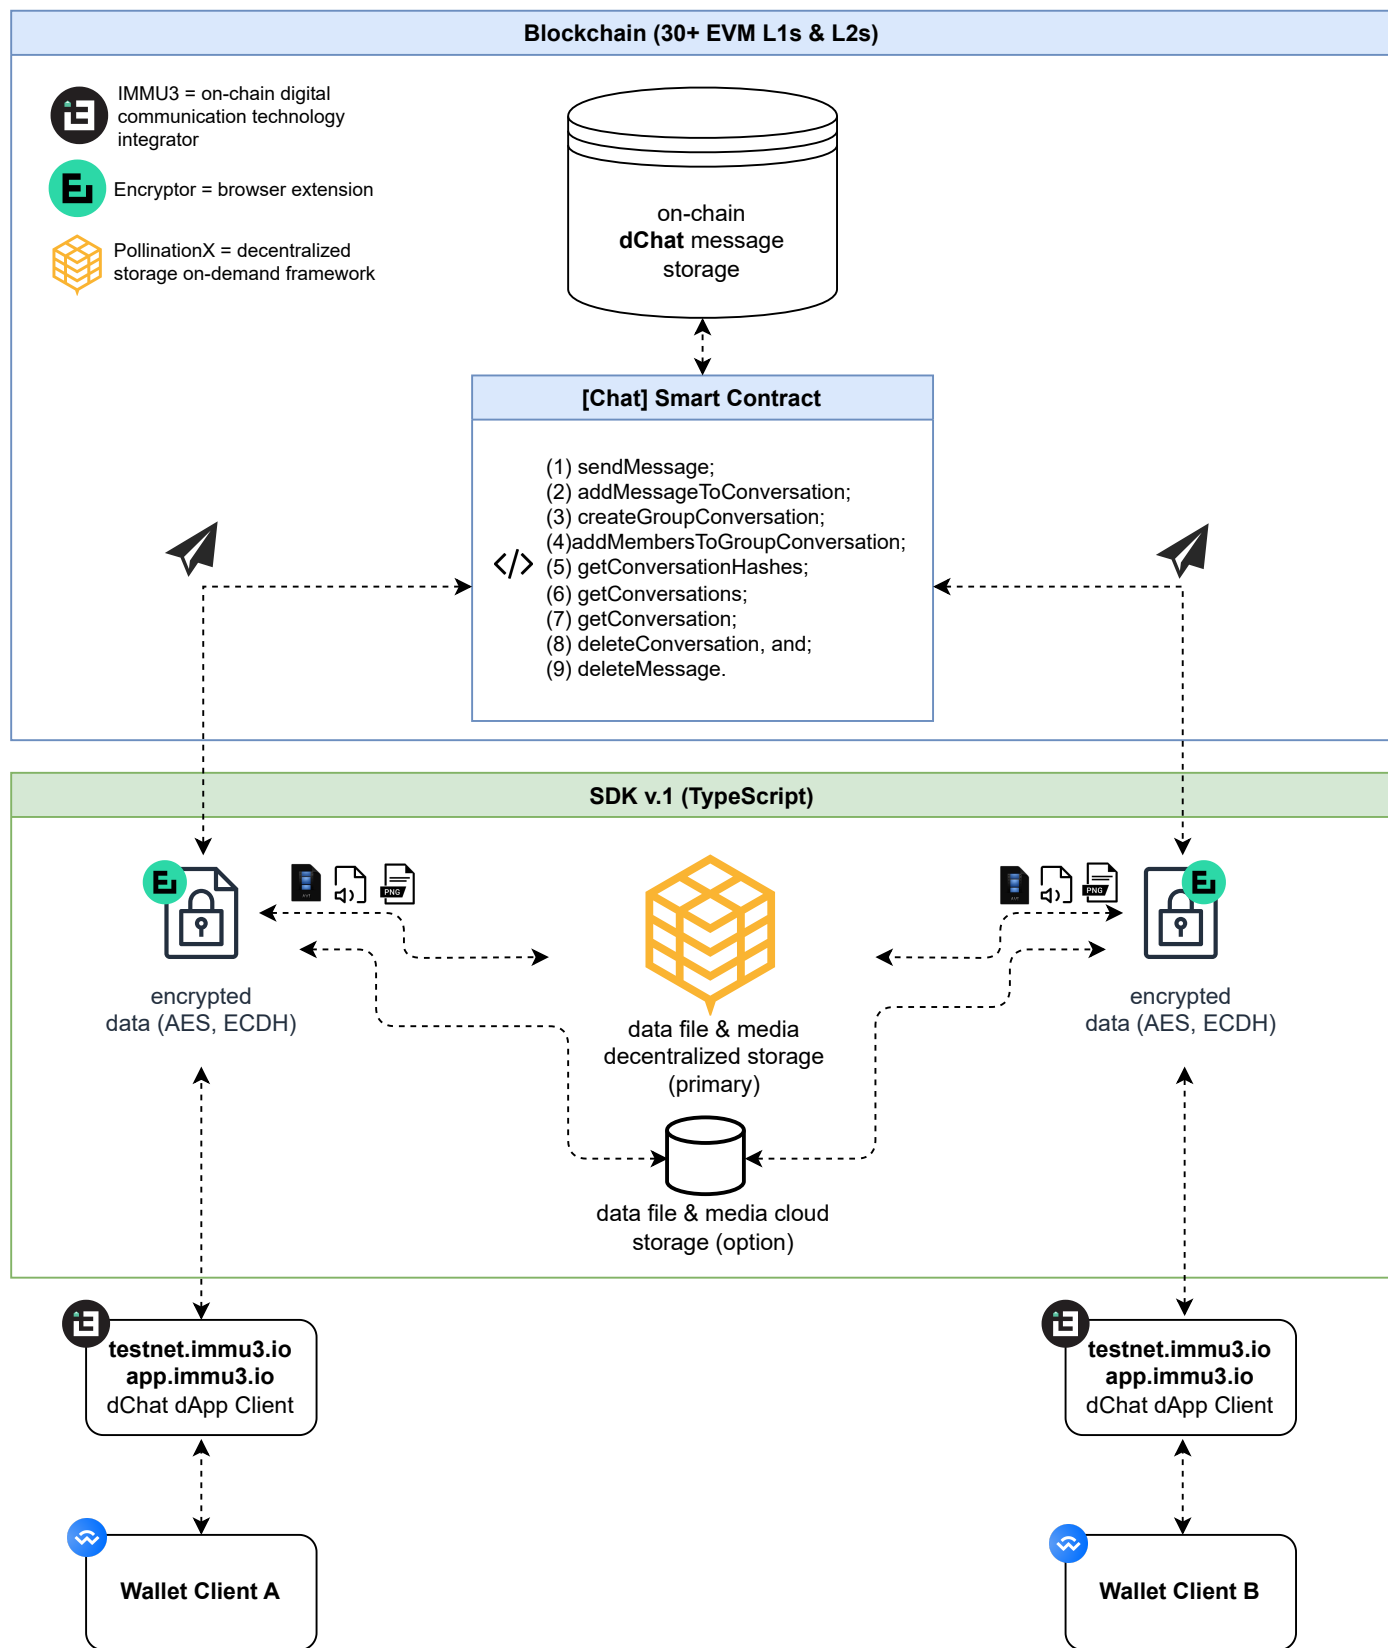 Blockchain (30+ EVM L1s & L2s)
IMMU3 = on-chain digital
communication technology
integrator
Encryptor = browser extension
PollinationX = decentralized
storage on-demand framework
on-chain
dChat message
storage
[Chat] Smart Contract
</>
(1) sendMessage;
(2) addMessageToConversation;
(3) createGroupConversation;
(4)addMembersToGroupConversation;
(5) getConversationHashes;
(6) getConversations;
(7) getConversation;
(8) deleteConversation, and;
(9) deleteMessage.
SDK v.1 (TypeScript)
PNG
PNG
encrypted
data (AES, ECDH)
data file & media
decentralized storage
(primary)
encrypted
data (AES, ECDH)
data file & media cloud
storage (option)
testnet.immu3.io
app.immu3.io
dChat dApp Client
testnet.immu3.io
app.immu3.io
dChat dApp Client
Wallet Client A
Wallet Client B